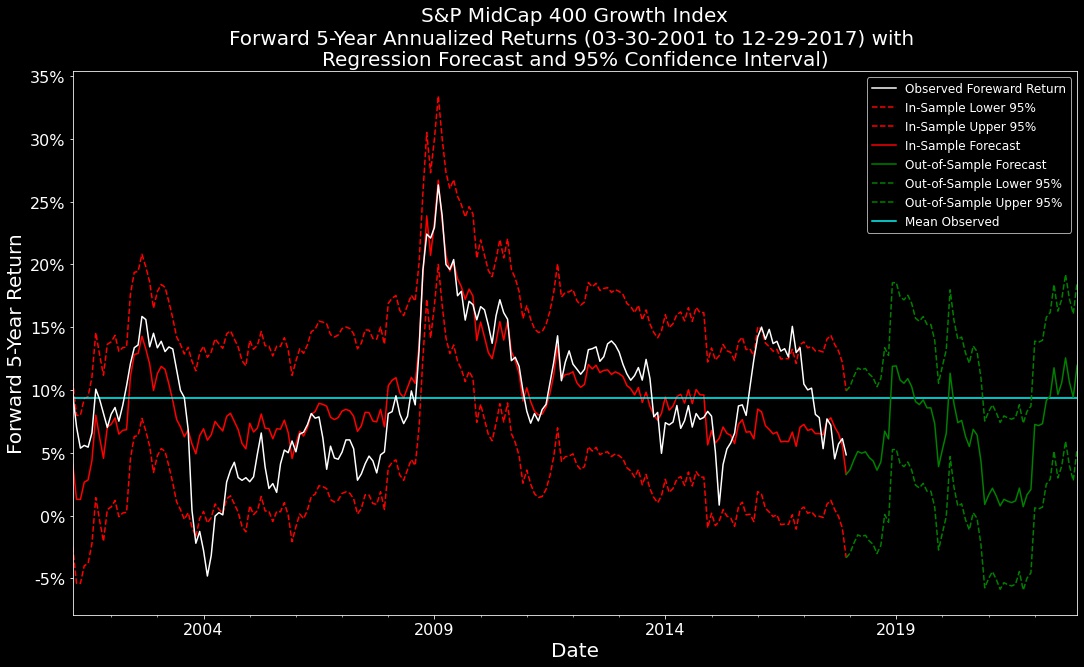 S&P MidCap 400 Growth Index
Forward 5-Year Annualized Returns (03-30-2001 to 12-29-2017) with
Regression Forecast and 95% Confidence Interval)
35%
30%
25%
20%
15%
10%
5%
0%
-5%
Forward 5-Year Return
Observed Foreward Return
In-Sample Lower 95%
In-Sample Upper 95%
In-Sample Forecast
Out-of-Sample Forecast
Out-of-Sample Lower 95%
Out-of-Sample Upper 95%
Mean Observed
2004
2009
2014
2019
Date